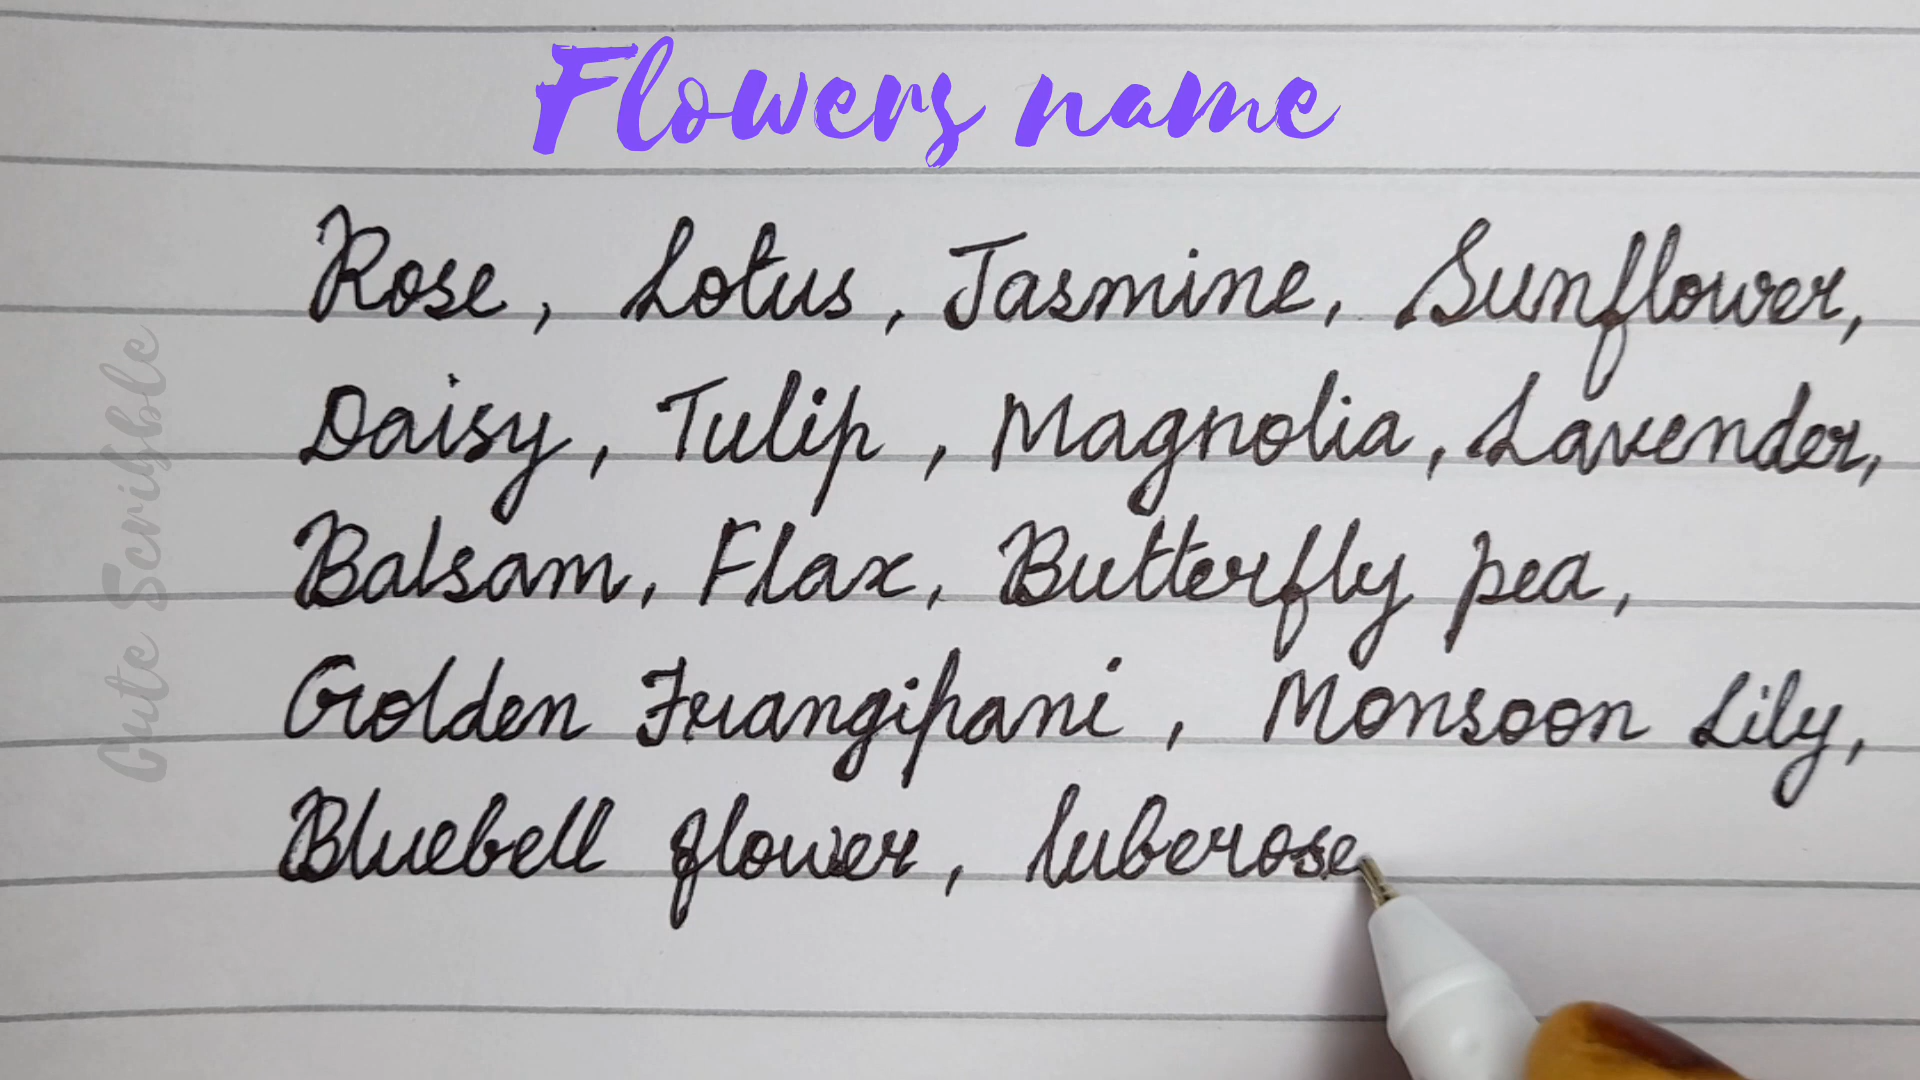 Flowers name
Rose, Lotus, Jasmine, Sunflower,
Daisy, Tulip, Magnolia, Lavender,
Balsam, Flax, Butterfly pea,
Golden Frangipani, Monsoon Lily,
Bluebell flower, tuberose
Cute Scribble